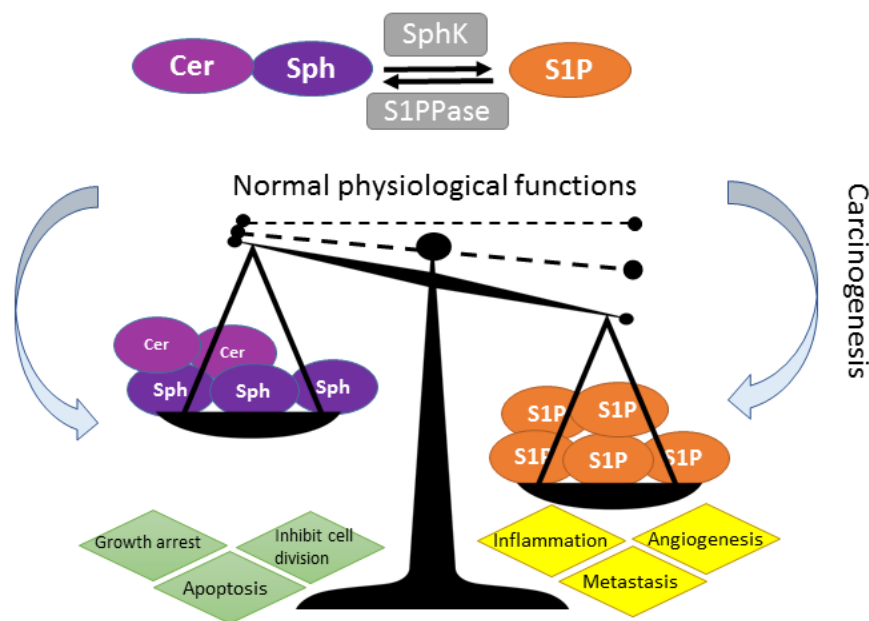 SphK
Cer
Sph
S1P
S1PPase
Normal physiological functions
Carcinogenesis
Cer
Cer
Sph
Sph
Sph
S1P
S1P
S1P
S1P
S1P
Growth arrest
Inhibit cell
division
Apoptosis
Inflammation
Angiogenesis
Metastasis